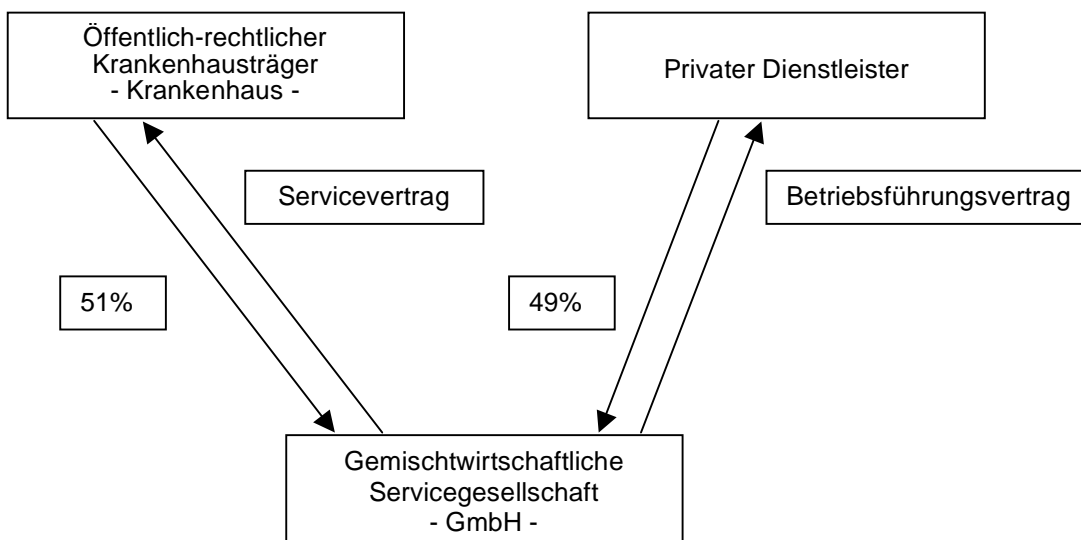 Öffentlich-rechtlicher
Krankenhausträger
- Krankenhaus -
Privater Dienstleister
Servicevertrag
Betriebsführungsvertrag
51%
49%
Gemischtwirtschaftliche
Servicegesellschaft
- GmbH -